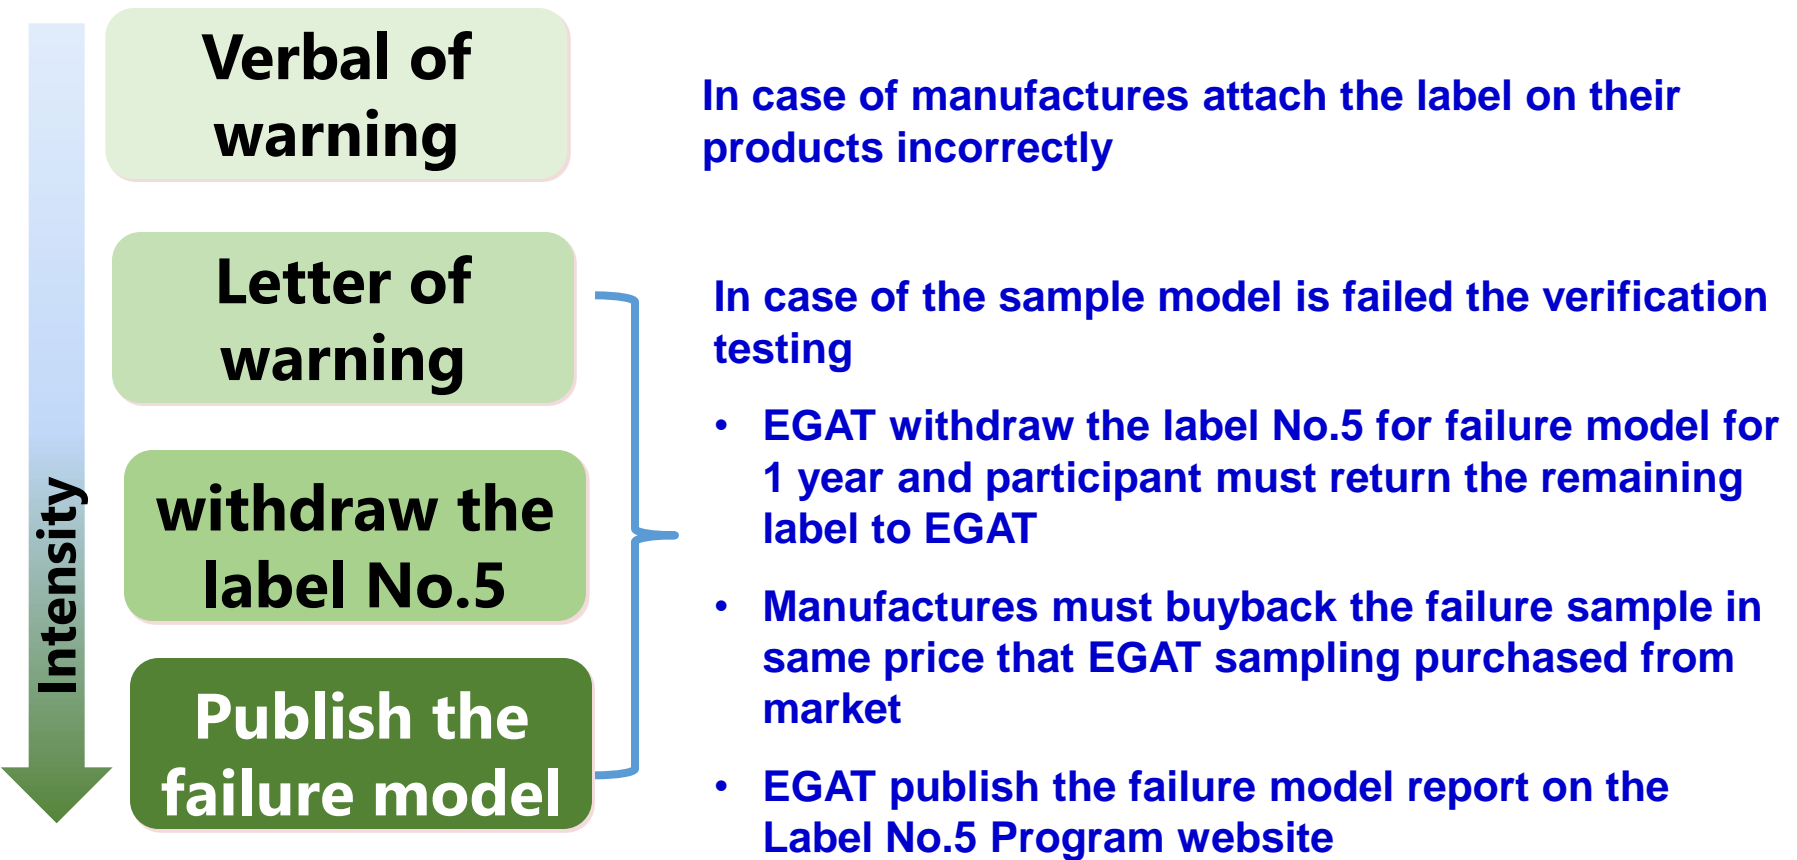 Verbal of
warning
In case of manufactures attach the label on their
products incorrectly
Letter of
warning
In case of the sample model is failed the verification
testing
• EGAT withdraw the label No.5 for failure model for
1 year and participant must return the remaining
label to EGAT
withdraw the
label No.5
• Manufactures must buyback the failure sample in
same price that EGAT sampling purchased from
market
Publish the
failure model
• EGAT publish the failure model report on the
Label No.5 Program website
Intensity